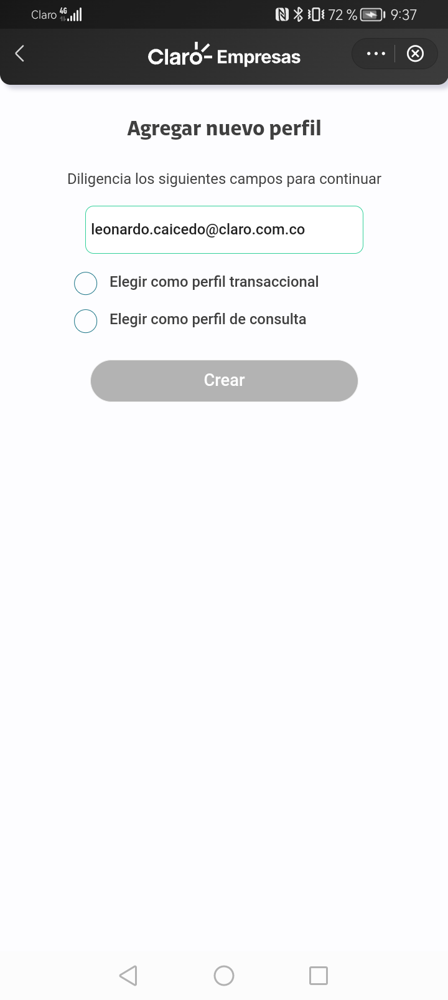 Claro 4G 72 % 9:37
Claro Empresas
Agregar nuevo perfil
Diligencia los siguientes campos para continuar
leonardo.caicedo@claro.com.co
Elegir como perfil transaccional
Elegir como perfil de consulta
Crear